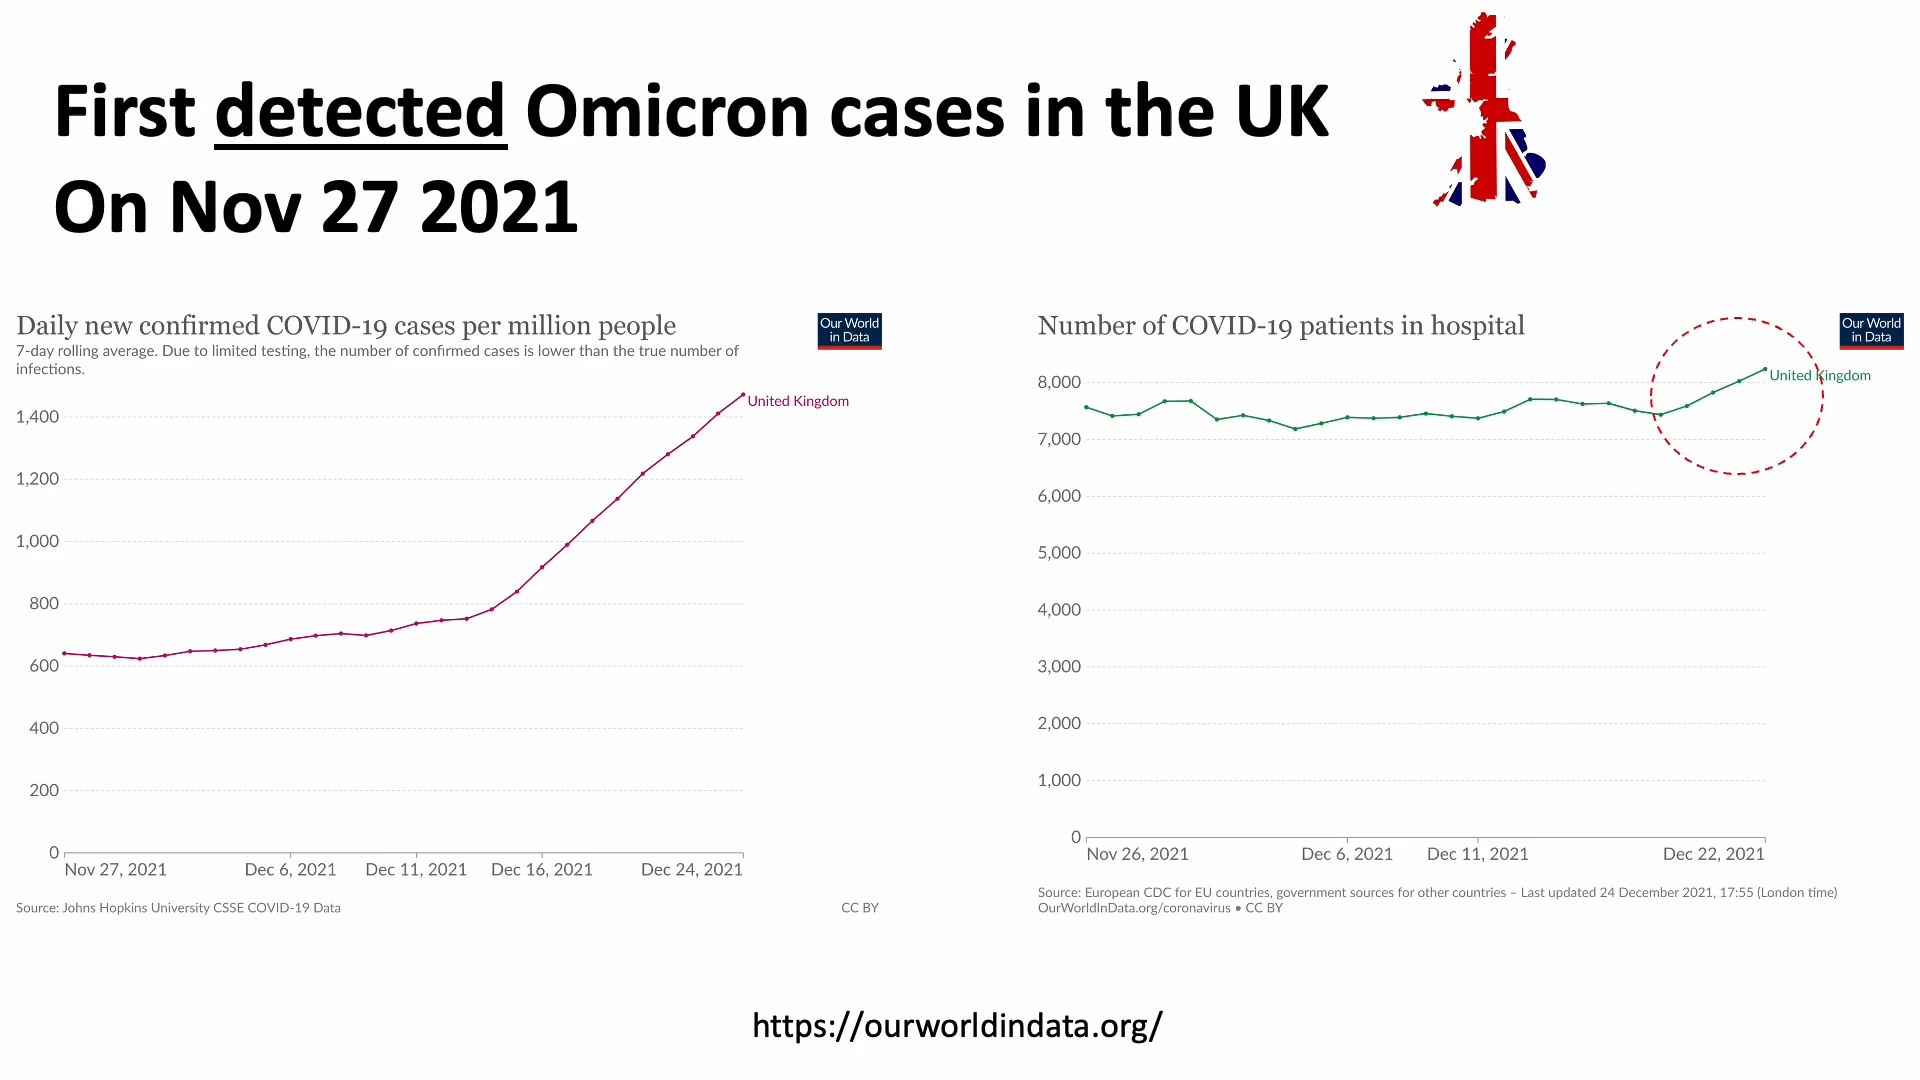 First detected Omicron cases in the UK
On Nov 27 2021
Daily new confirmed COVID-19 cases per million people
7-day rolling average. Due to limited testing, the number of confirmed cases is lower than the true number of
infections.
Our World
in Data
1,400
1,200
1,000
800
600
400
200
0
United Kingdom
Nov 27, 2021
Dec 6, 2021
Dec 11, 2021
Dec 16, 2021
Dec 24, 2021
Source: Johns Hopkins University CSSE COVID-19 Data
CC BY
Number of COVID-19 patients in hospital
Our World
in Data
8,000
7,000
6,000
5,000
4,000
3,000
2,000
1,000
0
United Kingdom
Nov 26, 2021
Dec 6, 2021
Dec 11, 2021
Dec 22, 2021
Source: European CDC for EU countries, government sources for other countries – Last updated 24 December 2021, 17:55 (London time)
OurWorldInData.org/coronavirus • CC BY
https://ourworldindata.org/